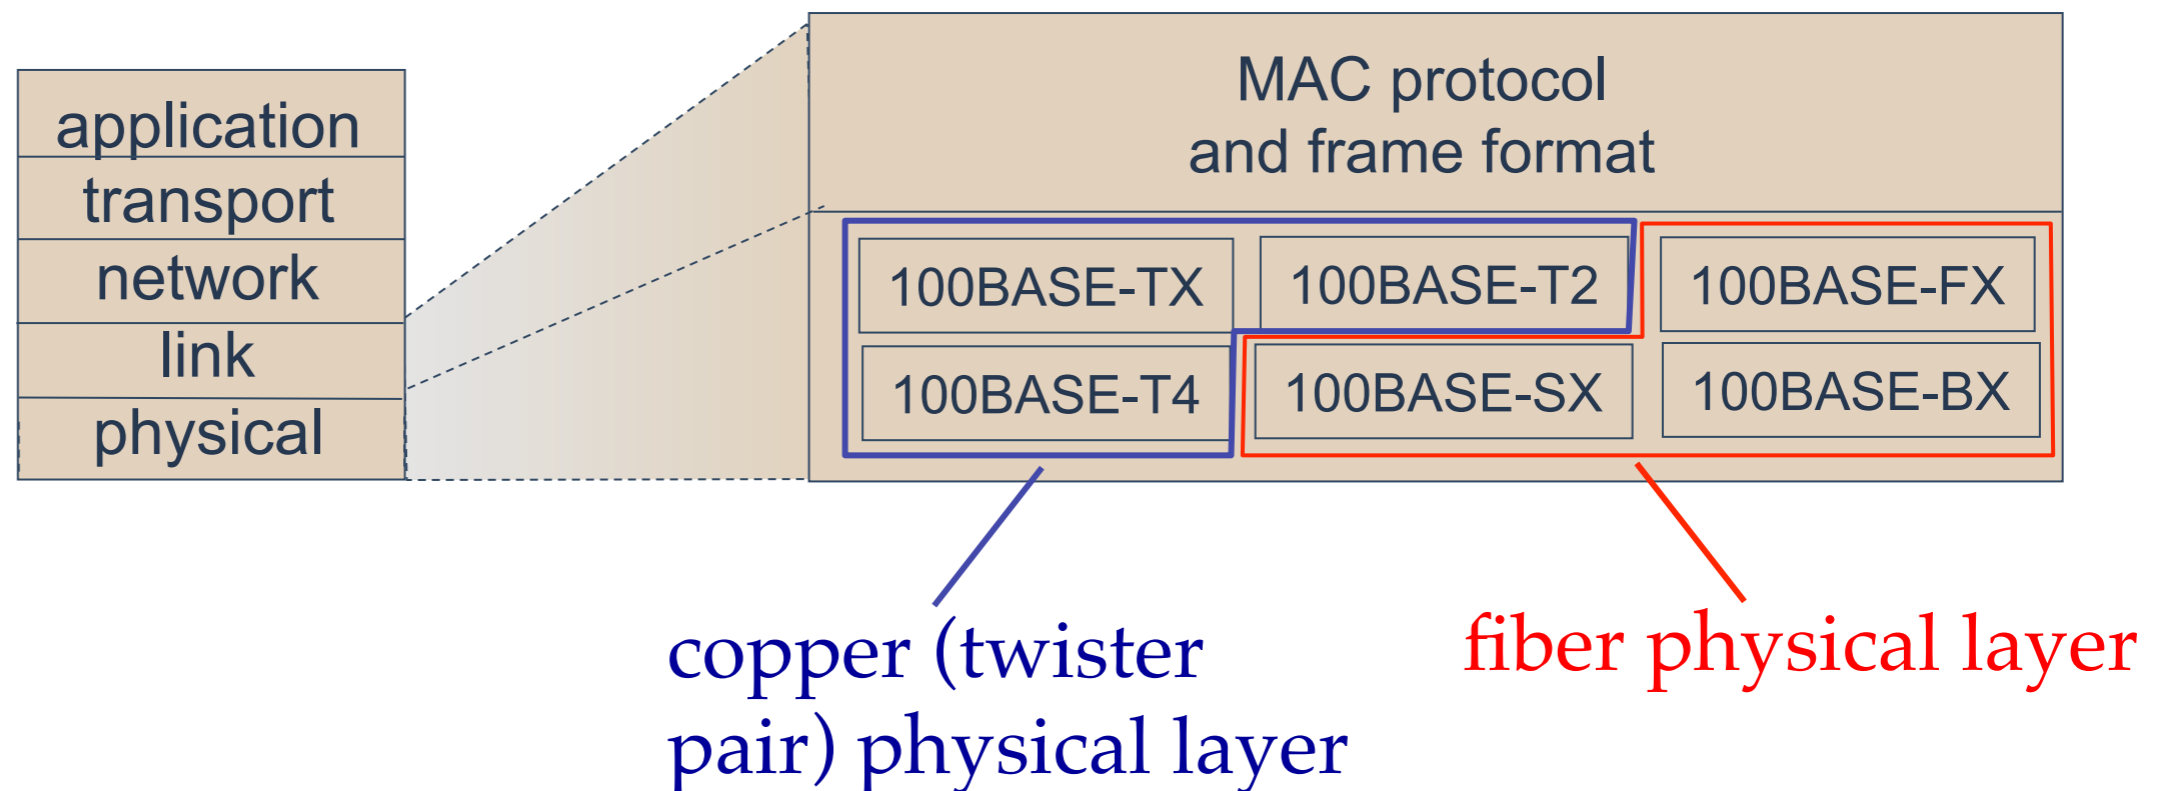 application
transport
network
link
physical
MAC protocol
and frame format
100BASE-TX
100BASE-T2
100BASE-FX
100BASE-T4
100BASE-SX
100BASE-BX
copper (twister
pair) physical layer
fiber physical layer